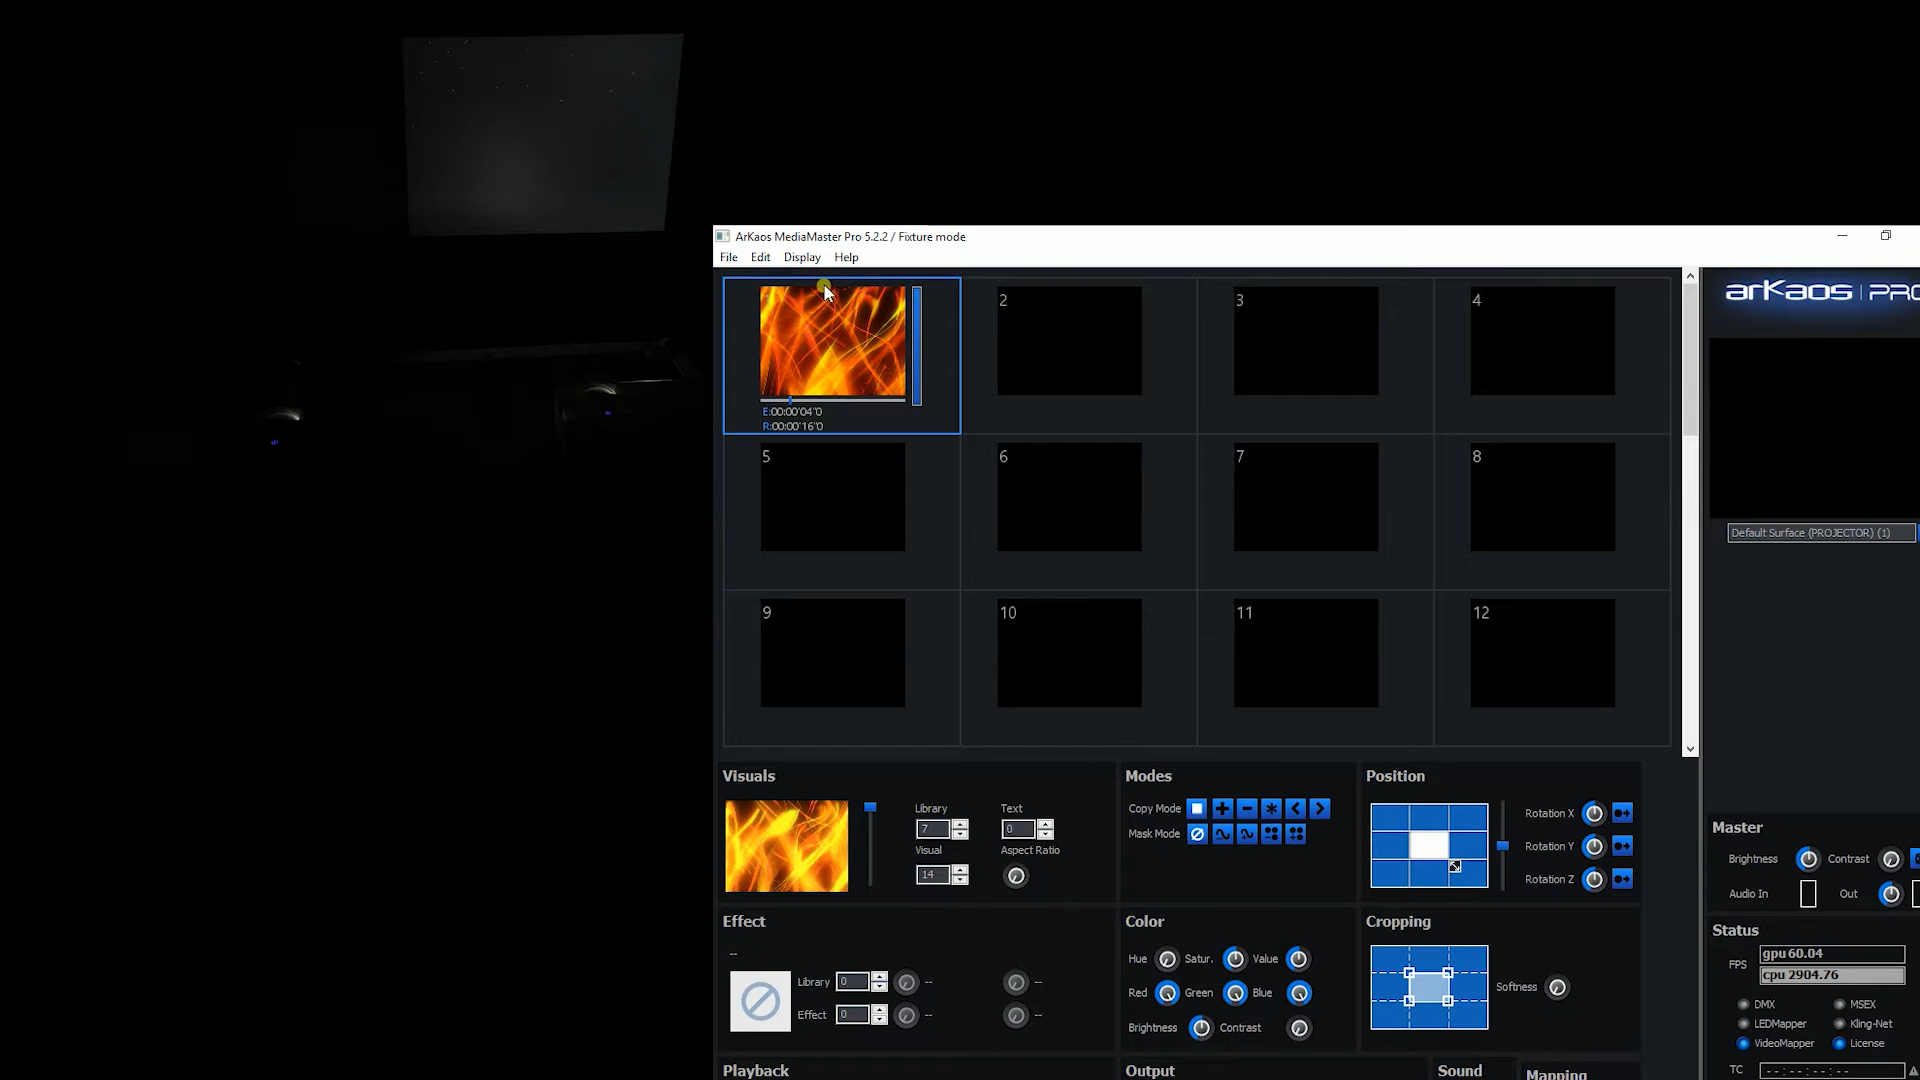 ArKaos MediaMaster Pro 5.2.2 / Fixture mode
File Edit Display Help
arKaos PRO
E:00:00'04"0
R:00:00'16"0
2
3
4
5
6
7
8
9
10
11
12
Default Surface (PROJECTOR) (1)
Visuals
Library
7
Visual
14
Text
0
Aspect Ratio
Modes
Copy Mode
Mask Mode
Position
Rotation X
Rotation Y
Rotation Z
Master
Brightness
Contrast
Audio In
Out
Effect
--
Library 0 -- --
Effect 0 -- --
Color
Hue Satur. Value
Red Green Blue
Brightness Contrast
Cropping
Softness
Status
FPS
gpu 60.04
cpu 2904.76
DMX MSEX
LEDMapper Kling-Net
VideoMapper License
TC --:--:--:--
Playback
Output
Sound
Mapping